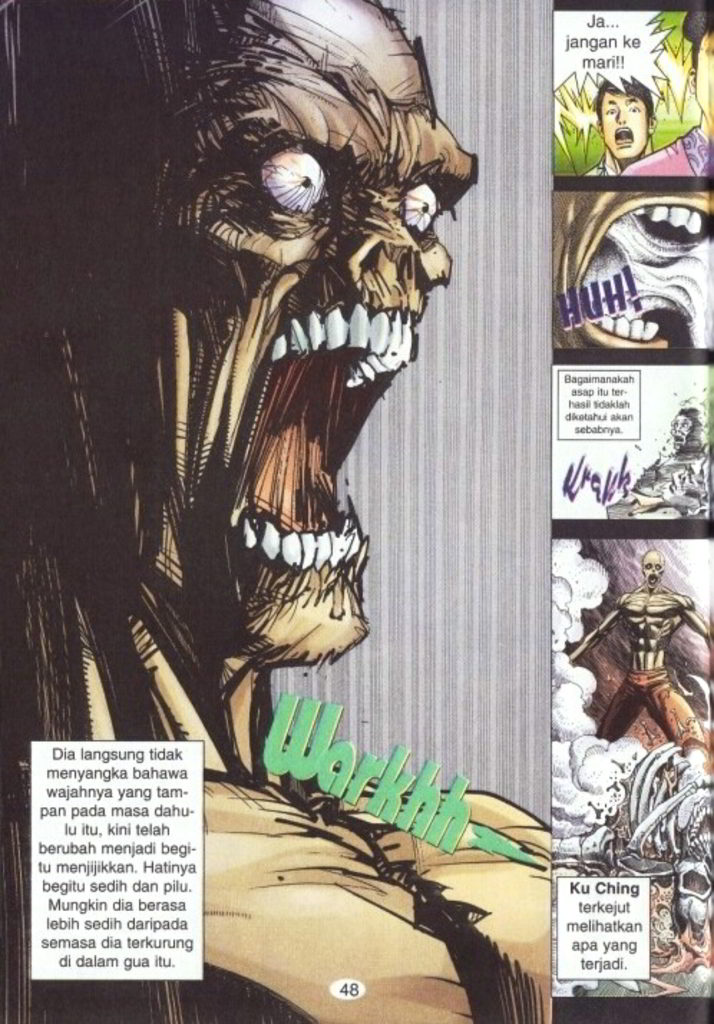 Ja...
jangan ke
mari!!
HUH!
Bagaimanakah
asap itu ter-
hasil tidaklah
diketahui akan
sebabnya.
Krakk
Warkhh
Dia langsung tidak
menyangka bahawa
wajahnya yang tam-
pan pada masa dahu-
lu itu, kini telah
berubah menjadi begi-
tu menjijikkan. Hatinya
begitu sedih dan pilu.
Mungkin dia berasa
lebih sedih daripada
semasa dia terkurung
di dalam gua itu.
Ku Ching
terkejut
melihatkan
apa yang
terjadi.
48